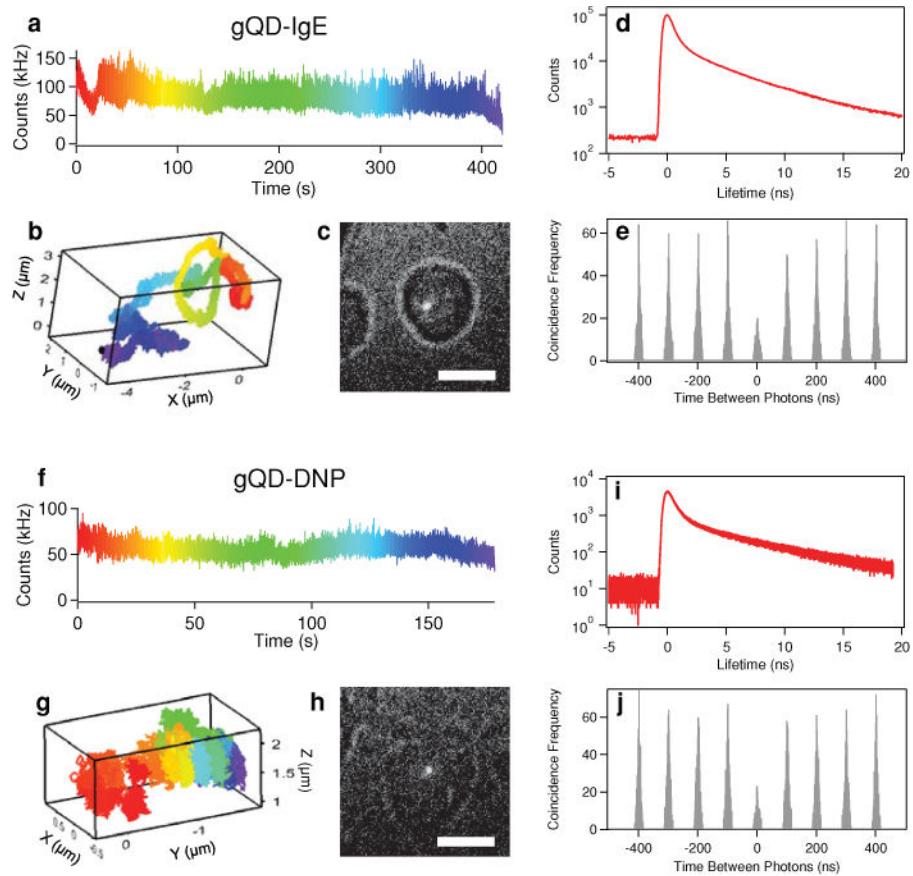 a
gQD-IgE
Counts (kHz)
150
100
50
0
0 100 200 300 400
Time (s)
d
Counts
10^5
10^4
10^3
10^2
-5 0 5 10 15 20
Lifetime (ns)
b
Z (µm)
3
2
1
0
Y (µm)
2 1 0 -1
X (µm)
-4 -2 0
c
e
Coincidence Frequency
60
40
20
0
-400 -200 0 200 400
Time Between Photons (ns)
f
gQD-DNP
Counts (kHz)
100
50
0
0 50 100 150
Time (s)
i
Counts
10^4
10^3
10^2
10^1
10^0
-5 0 5 10 15 20
Lifetime (ns)
g
X (µm)
0.5 0 -0.5
Y (µm)
0 -1
Z (µm)
2
1.5
1
h
j
Coincidence Frequency
60
40
20
0
-400 -200 0 200 400
Time Between Photons (ns)